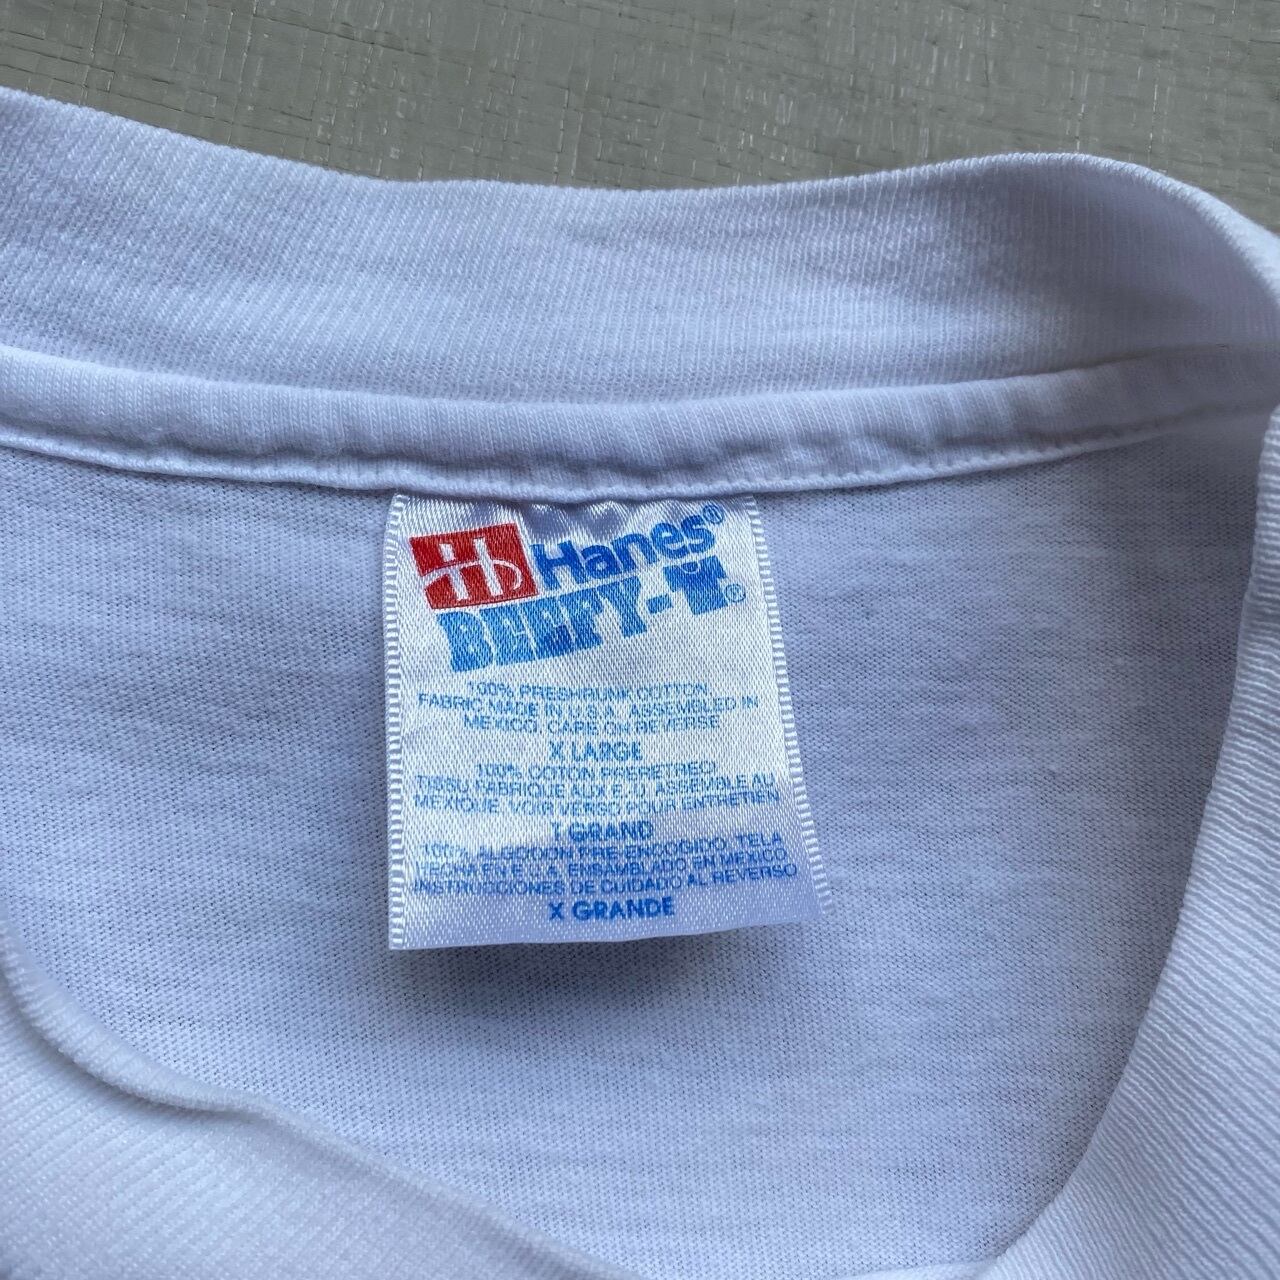 Hanes®
BEEFY-T®
100% PRESHRUNK COTTON
FABRIC MADE IN U.S.A. ASSEMBLED IN
MEXICO. CARE ON REVERSE
X LARGE
100% COTON PRERETREC.
TISSU FABRIQUE AUX E.U. ASSEMBLE AU
MEXIQUE. VOIR VERSO POUR ENTRETIEN
T GRAND
100% ALGODON PRE ENCOGIDO. TELA
HECHA EN E.U.A. ENSAMBLADO EN MEXICO
INSTRUCCIONES DE CUIDADO AL REVERSO
X GRANDE